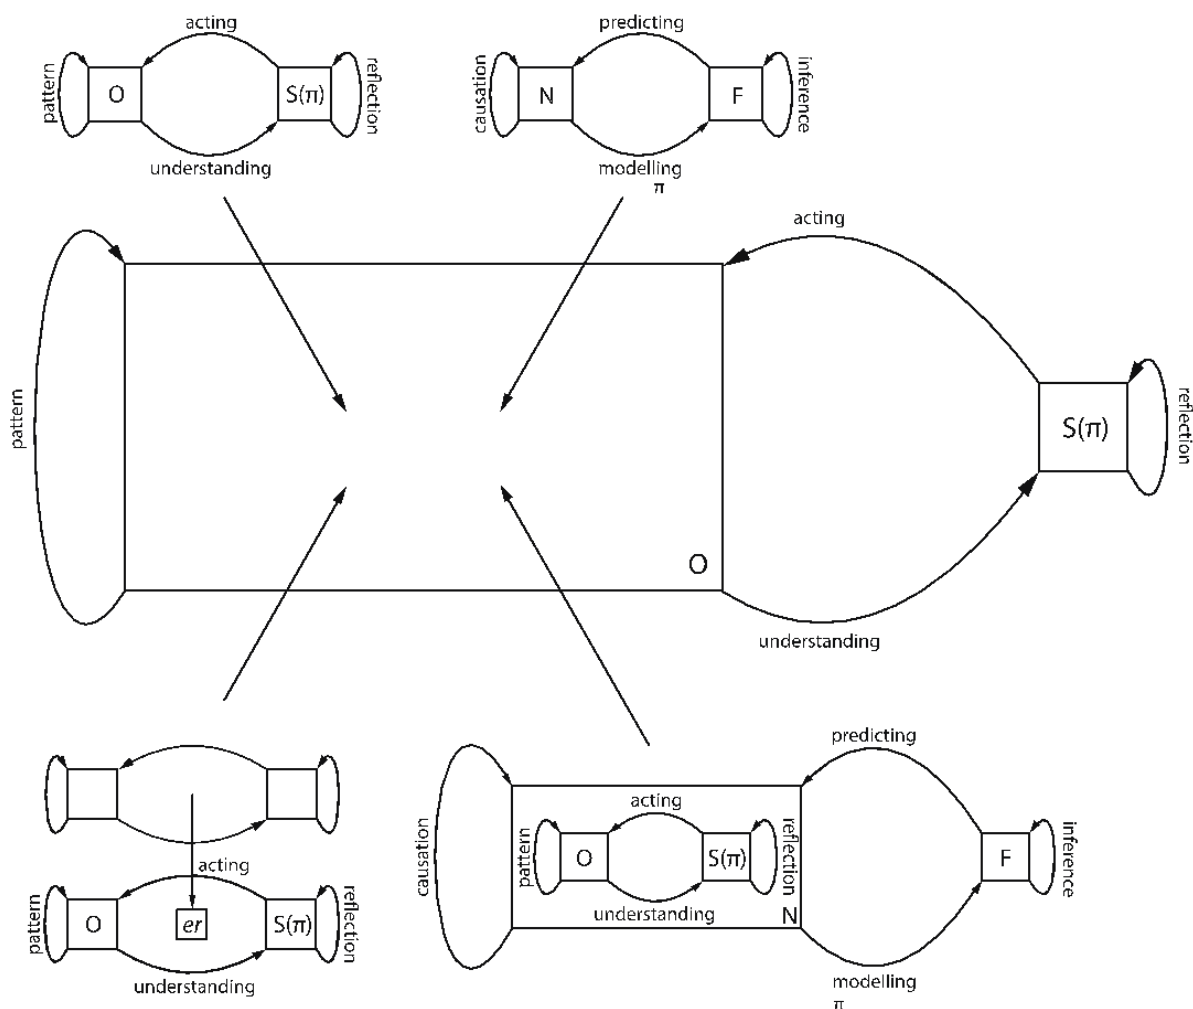 acting
pattern
O
S(π)
reflection
understanding
predicting
causation
N
F
inference
modelling
π
acting
pattern
S(π)
reflection
O
understanding
acting
pattern
O
er
S(π)
reflection
understanding
predicting
causation
acting
pattern
O
S(π)
reflection
understanding
N
F
inference
modelling
π